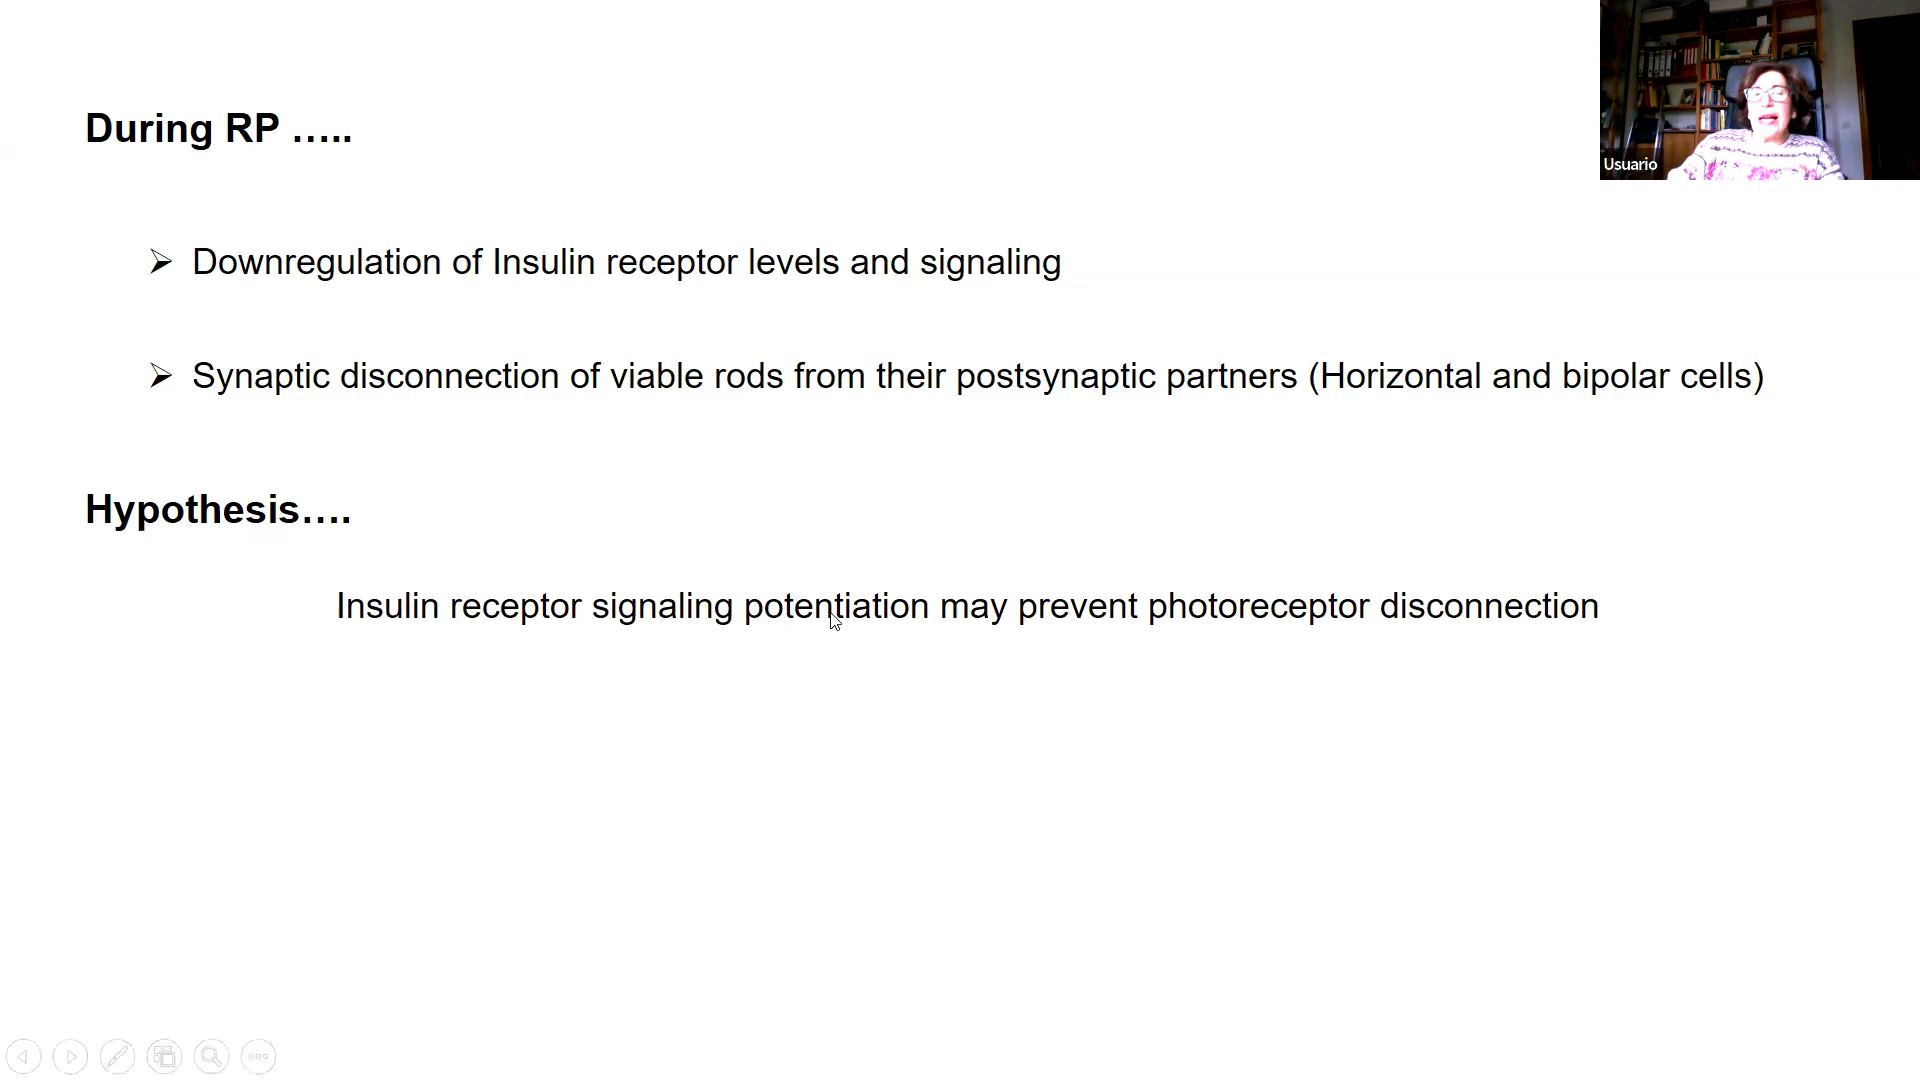 Usuario
During RP …..
➢ Downregulation of Insulin receptor levels and signaling
➢ Synaptic disconnection of viable rods from their postsynaptic partners (Horizontal and bipolar cells)
Hypothesis….
Insulin receptor signaling potentiation may prevent photoreceptor disconnection